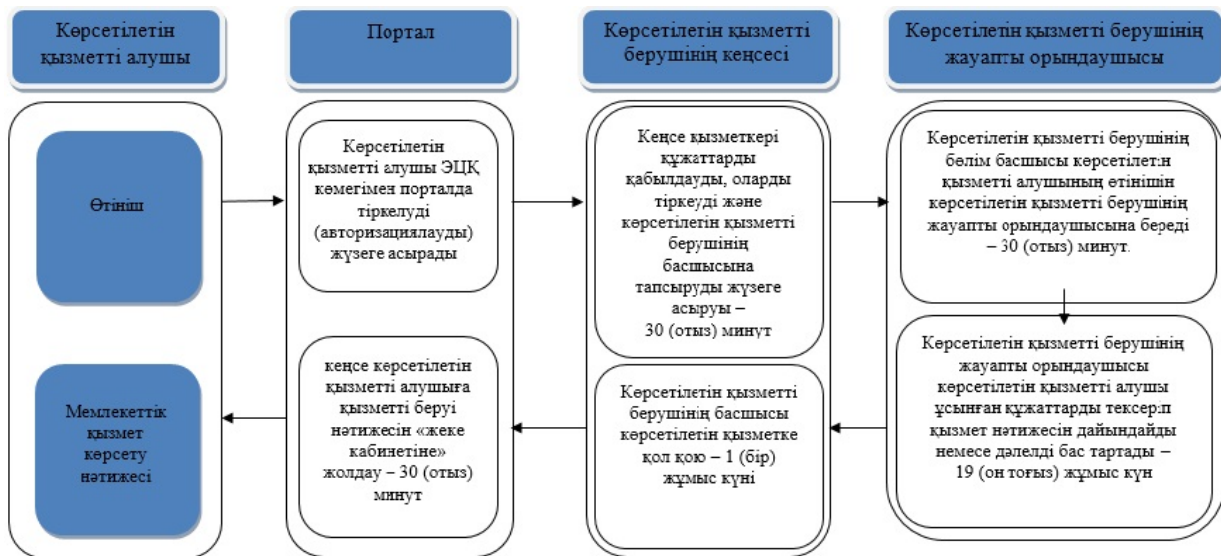 Көрсетілетін
қызметті алушы
Портал
Көрсетілетін қызметті
берушінің кеңсесі
Көрсетілетін қызметті берушінің
жауапты орындаушысы
Өтініш
Көрсетілетін
қызметті алушы ЭЦҚ
көмегімен порталда
тіркелуді
(авторизациялауды)
жүзеге асырады
Кеңсе қызметкері
құжаттарды
қабылдауды, оларды
тіркеуді және
көрсетілетін қызметті
берушінің
басшысына
тапсыруды жүзеге
асыруы –
30 (отыз) минут
Көрсетілетін қызметті берушінің
бөлім басшысы көрсетілетін
қызметті алушының өтінішін
көрсетілетін қызметті берушінің
жауапты орындаушысына береді
– 30 (отыз) минут.
Мемлекеттік
қызмет
көрсету
нәтижесі
кеңсе көрсетілетін
қызметті алушыға
қызметті беруі
нәтижесін «жеке
кабинетіне»
жолдау – 30 (отыз)
минут
Көрсетілетін қызметті
берушінің басшысы
көрсетілетін қызметке
қол қою – 1 (бір)
жұмыс күні
Көрсетілетін қызметті берушінің
жауапты орындаушысы
көрсетілетін қызметті алушы
ұсынған құжаттарды тексеріп
қызмет нәтижесін дайындайды
немесе дәлелді бас тартады –
19 (он тоғыз) жұмыс күн